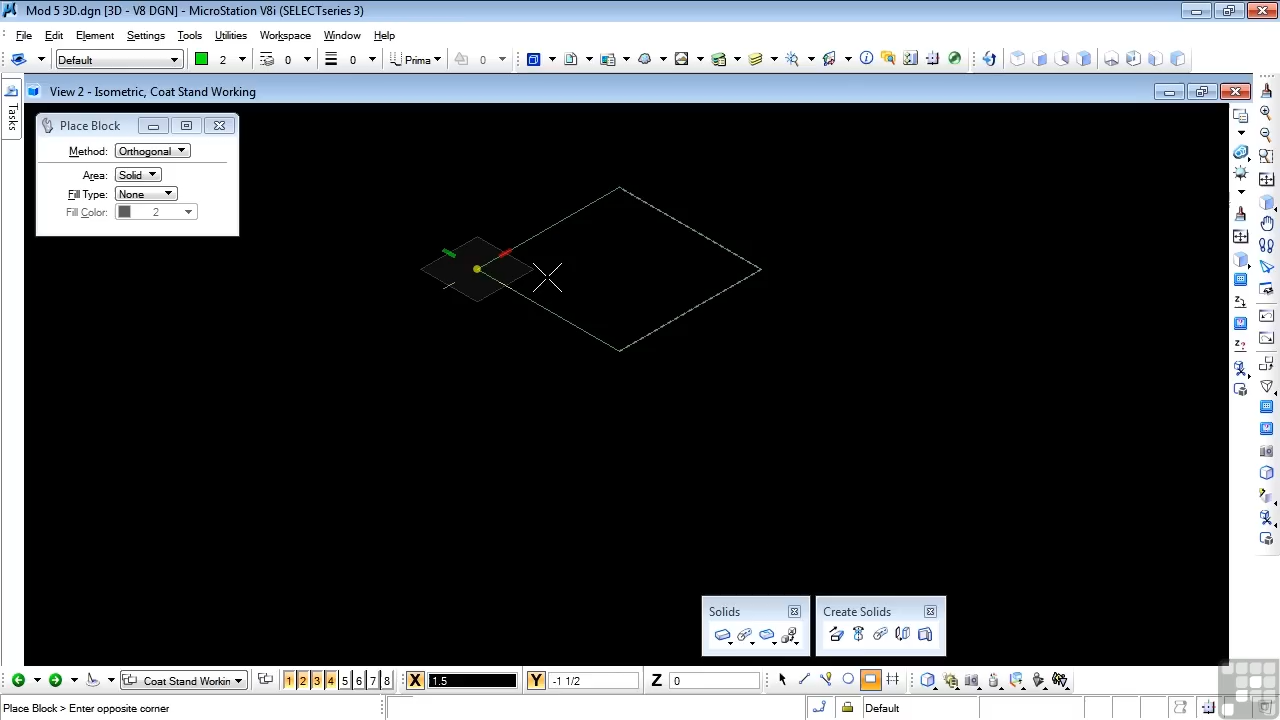 Mod 5 3D.dgn [3D - V8 DGN] - MicroStation V8i (SELECTseries 3)
File Edit Element Settings Tools Utilities Workspace Window Help
Default 2 0 0 Prima 0
View 2 - Isometric, Coat Stand Working
Tasks
Place Block
Method: Orthogonal
Area: Solid
Fill Type: None
Fill Color: 2
Solids Create Solids
Coat Stand Workin 1 2 3 4 5 6 7 8 X 1.5 Y -1 1/2 Z 0
Place Block > Enter opposite corner Default